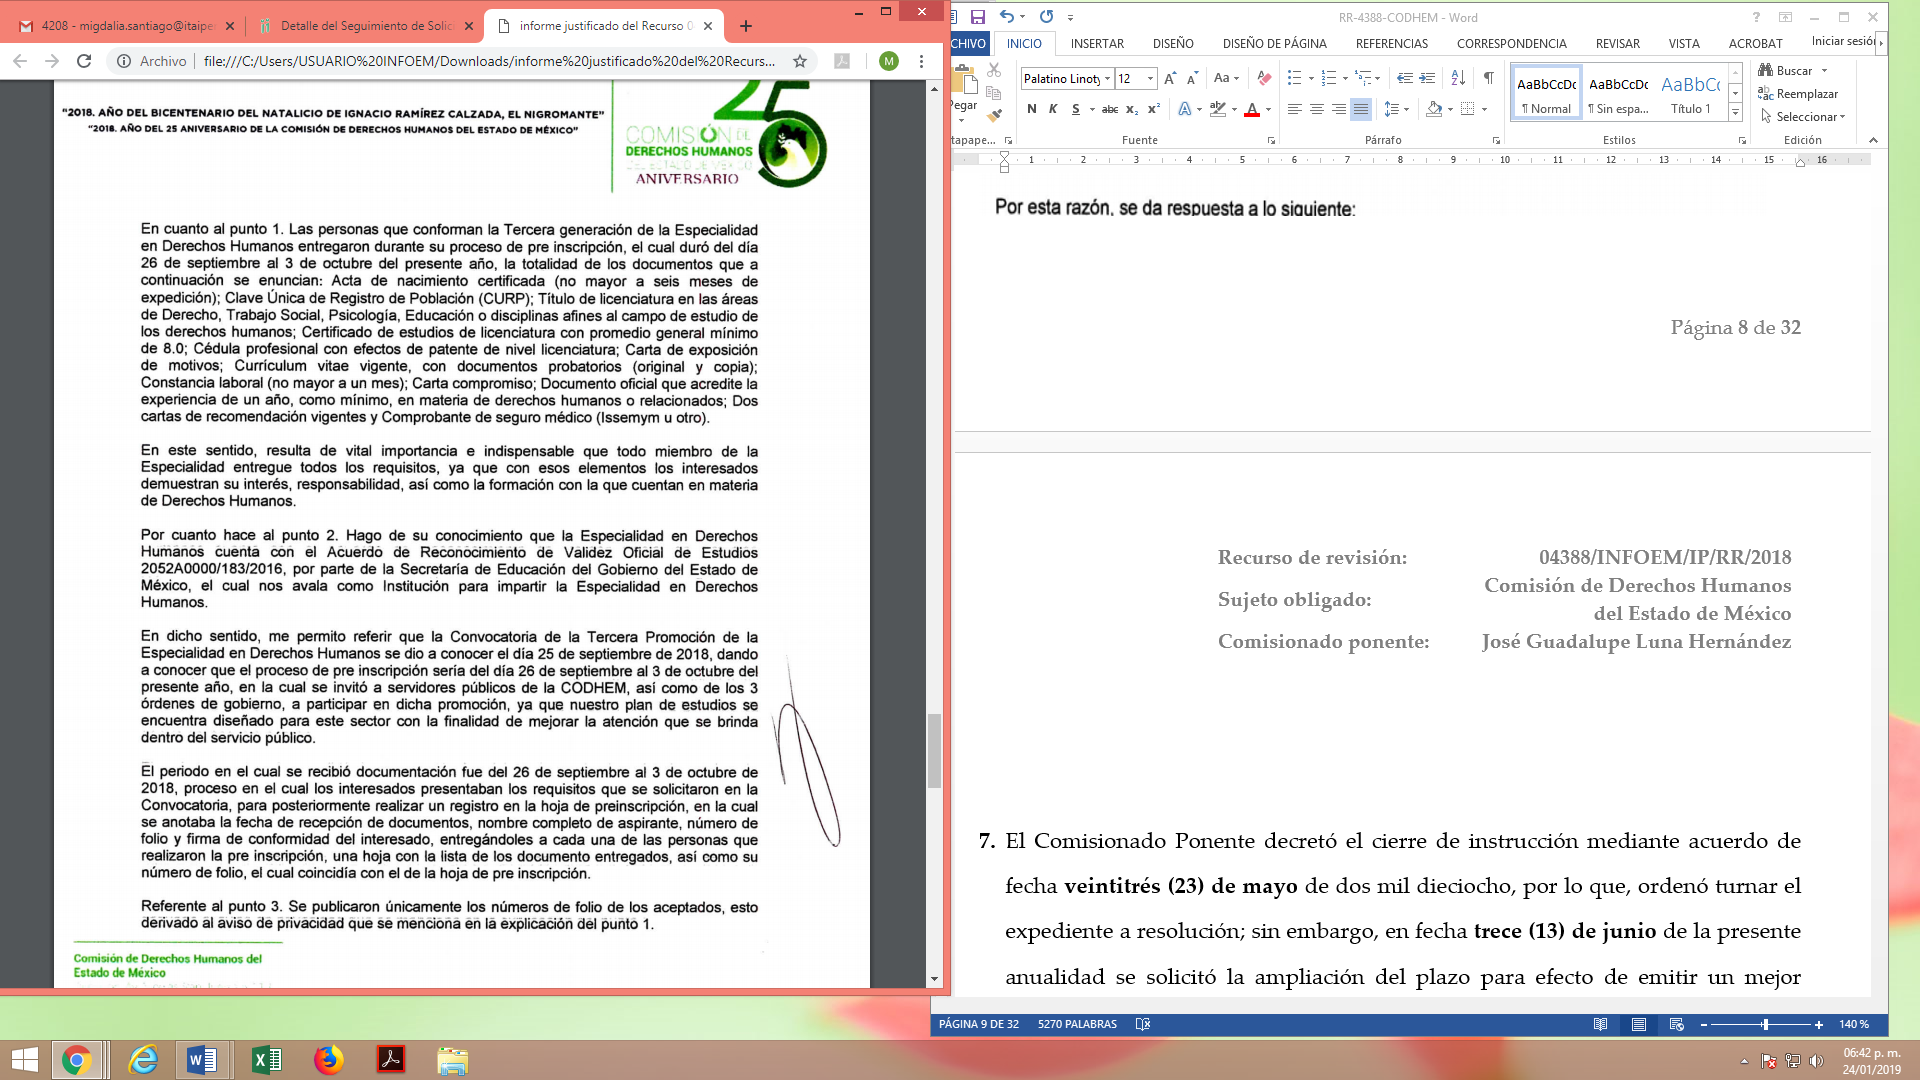 4208 - migdalia.santiago@itaipe
Detalle del Seguimiento de Solic
informe justificado del Recurso 0
Archivo
file:///C:/Users/USUARIO%20INFOEM/Downloads/informe%20justificado%20del%20Recurs...
M
"2018. AÑO DEL BICENTENARIO DEL NATALICIO DE IGNACIO RAMÍREZ CALZADA, EL NIGROMANTE"
"2018. AÑO DEL 25 ANIVERSARIO DE LA COMISIÓN DE DERECHOS HUMANOS DEL ESTADO DE MÉXICO"
25
COMISIÓN DE
DERECHOS HUMANOS
DEL ESTADO DE MÉXICO
ANIVERSARIO
En cuanto al punto 1. Las personas que conforman la Tercera generación de la Especialidad
en Derechos Humanos entregaron durante su proceso de pre inscripción, el cual duró del día
26 de septiembre al 3 de octubre del presente año, la totalidad de los documentos que a
continuación se enuncian: Acta de nacimiento certificada (no mayor a seis meses de
expedición); Clave Única de Registro de Población (CURP); Título de licenciatura en las áreas
de Derecho, Trabajo Social, Psicología, Educación o disciplinas afines al campo de estudio de
los derechos humanos; Certificado de estudios de licenciatura con promedio general mínimo
de 8.0; Cédula profesional con efectos de patente de nivel licenciatura; Carta de exposición
de motivos; Currículum vitae vigente, con documentos probatorios (original y copia);
Constancia laboral (no mayor a un mes); Carta compromiso; Documento oficial que acredite la
experiencia de un año, como mínimo, en materia de derechos humanos o relacionados; Dos
cartas de recomendación vigentes y Comprobante de seguro médico (Issemym u otro).
En este sentido, resulta de vital importancia e indispensable que todo miembro de la
Especialidad entregue todos los requisitos, ya que con esos elementos los interesados
demuestran su interés, responsabilidad, así como la formación con la que cuentan en materia
de Derechos Humanos.
Por cuanto hace al punto 2. Hago de su conocimiento que la Especialidad en Derechos
Humanos cuenta con el Acuerdo de Reconocimiento de Validez Oficial de Estudios
2052A0000/183/2016, por parte de la Secretaría de Educación del Gobierno del Estado de
México, el cual nos avala como Institución para impartir la Especialidad en Derechos
Humanos.
En dicho sentido, me permito referir que la Convocatoria de la Tercera Promoción de la
Especialidad en Derechos Humanos se dio a conocer el día 25 de septiembre de 2018, dando
a conocer que el proceso de pre inscripción sería del día 26 de septiembre al 3 de octubre del
presente año, en la cual se invitó a servidores públicos de la CODHEM, así como de los 3
órdenes de gobierno, a participar en dicha promoción, ya que nuestro plan de estudios se
encuentra diseñado para este sector con la finalidad de mejorar la atención que se brinda
dentro del servicio público.
El periodo en el cual se recibió documentación fue del 26 de septiembre al 3 de octubre de
2018, proceso en el cual los interesados presentaban los requisitos que se solicitaron en la
Convocatoria, para posteriormente realizar un registro en la hoja de preinscripción, en la cual
se anotaba la fecha de recepción de documentos, nombre completo de aspirante, número de
folio y firma de conformidad del interesado, entregándoles a cada una de las personas que
realizaron la pre inscripción, una hoja con la lista de los documento entregados, así como su
número de folio, el cual coincidía con el de la hoja de pre inscripción.
Referente al punto 3. Se publicaron únicamente los números de folio de los aceptados, esto
derivado al aviso de privacidad que se menciona en la explicación del punto 1.
Comisión de Derechos Humanos del
Estado de México
RR-4388-CODHEM - Word
CHIVO INICIO INSERTAR DISEÑO DISEÑO DE PÁGINA REFERENCIAS CORRESPONDENCIA REVISAR VISTA ACROBAT Iniciar sesión
Pegar
Palatino Linoty 12
N K S abc x₂ x²
AaBbCcDc AaBbCcDc AaBbCc
¶ Normal ¶ Sin espa... Título 1
Buscar
Reemplazar
Seleccionar
tapape... Fuente Párrafo Estilos Edición
1 2 3 4 5 6 7 8 9 10 11 12 13 14 15 16
Por esta razón, se da respuesta a lo siguiente:
Página 8 de 32
Recurso de revisión: 04388/INFOEM/IP/RR/2018
Sujeto obligado: Comisión de Derechos Humanos
del Estado de México
Comisionado ponente: José Guadalupe Luna Hernández
7. El Comisionado Ponente decretó el cierre de instrucción mediante acuerdo de
fecha veintitrés (23) de mayo de dos mil dieciocho, por lo que, ordenó turnar el
expediente a resolución; sin embargo, en fecha trece (13) de junio de la presente
anualidad se solicitó la ampliación del plazo para efecto de emitir un mejor
PÁGINA 9 DE 32 5270 PALABRAS 140 %
06:42 p. m.
24/01/2019